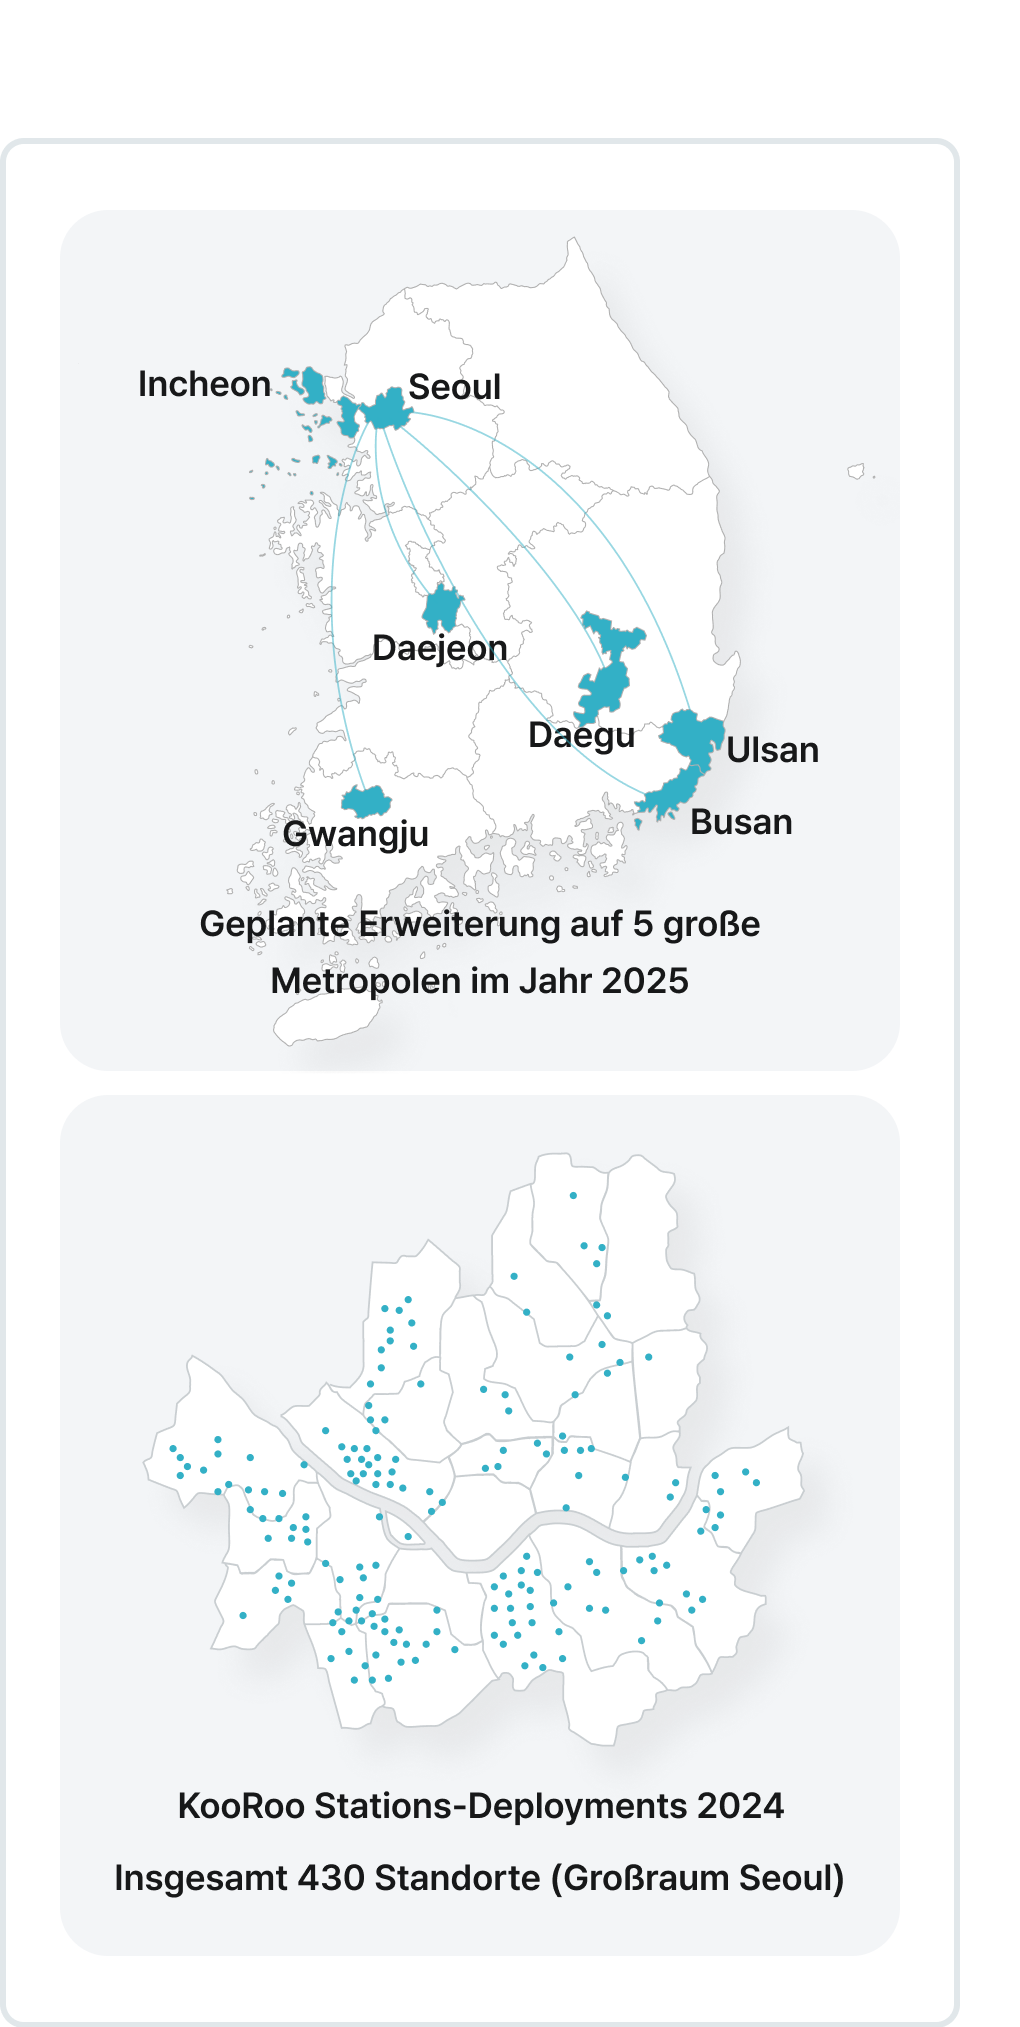 Incheon
Seoul
Daejeon
Daegu
Ulsan
Busan
Gwangju
Geplante Erweiterung auf 5 große
Metropolen im Jahr 2025
KooRoo Stations-Deployments 2024
Insgesamt 430 Standorte (Großraum Seoul)